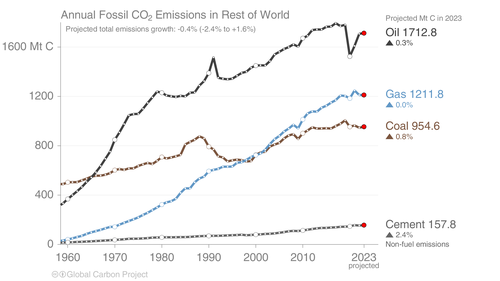 Annual Fossil CO₂ Emissions in Rest of World
Projected total emissions growth: -0.4% (-2.4% to +1.6%)
Projected Mt C in 2023
1600 Mt C
1200
800
400
0
Oil 1712.8
▲ 0.3%
Gas 1211.8
▲ 0.0%
Coal 954.6
▲ 0.8%
Cement 157.8
▲ 2.4%
Non-fuel emissions
1960
1970
1980
1990
2000
2010
2023
projected
Global Carbon Project